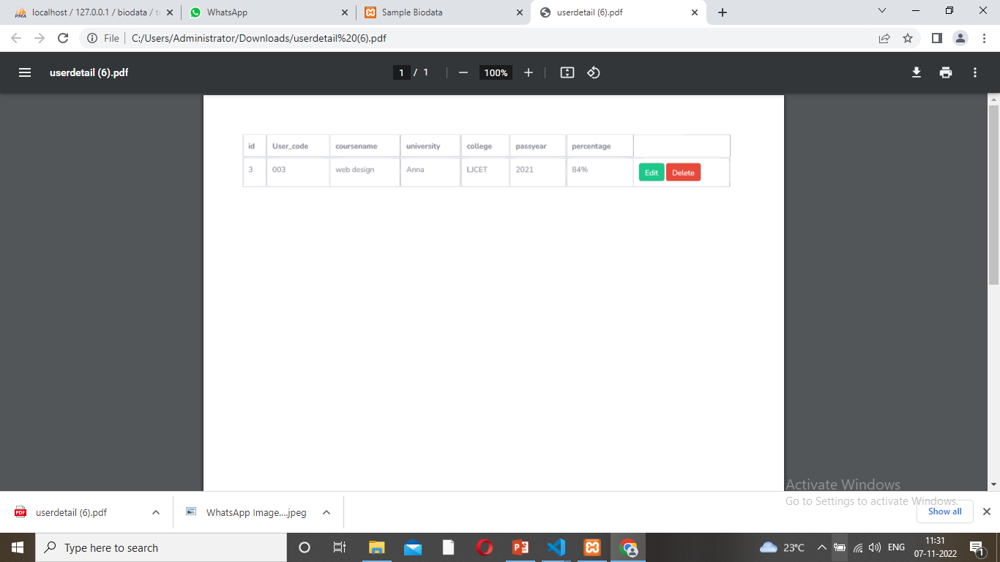 localhost / 127.0.0.1 / biodata / t
WhatsApp
Sample Biodata
userdetail (6).pdf
File
C:/Users/Administrator/Downloads/userdetail%20(6).pdf
userdetail (6).pdf
1 / 1
100%
id User_code coursename university college passyear percentage
3 003 web design Anna LJCET 2021 84% Edit Delete
Activate Windows
Go to Settings to activate Windows.
userdetail (6).pdf
WhatsApp Image....jpeg
Show all
Type here to search
23°C
ENG
11:31
07-11-2022
1